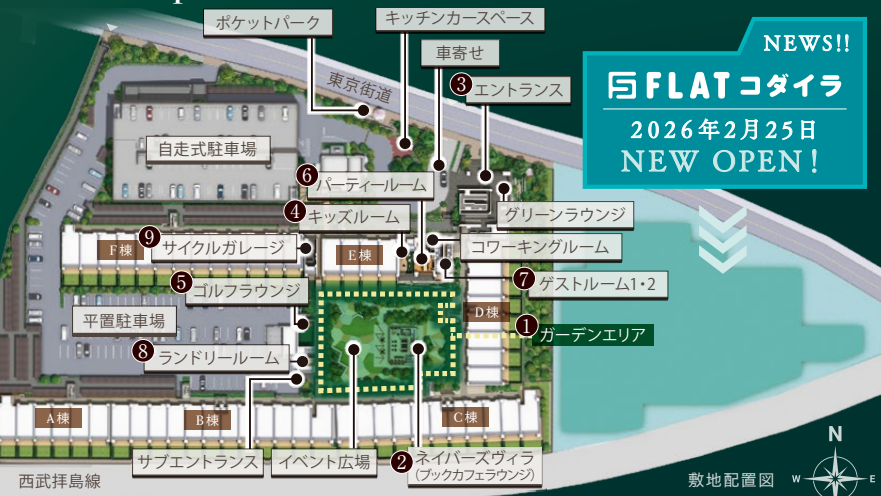 ポケットパーク
キッチンカースペース
車寄せ
東京街道
3 エントランス
NEWS!!
FLAT コダイラ
2026年2月25日
NEW OPEN!
自走式駐車場
6 パーティールーム
4 キッズルーム
グリーンラウンジ
F棟
9 サイクルガレージ
E棟
コワーキングルーム
5 ゴルフラウンジ
7 ゲストルーム1・2
平置駐車場
D棟
1 ガーデンエリア
8 ランドリールーム
A棟
B棟
C棟
サブエントランス
イベント広場
2 ネイバーズヴィラ
(ブックカフェラウンジ)
西武拝島線
敷地配置図
N
W
E